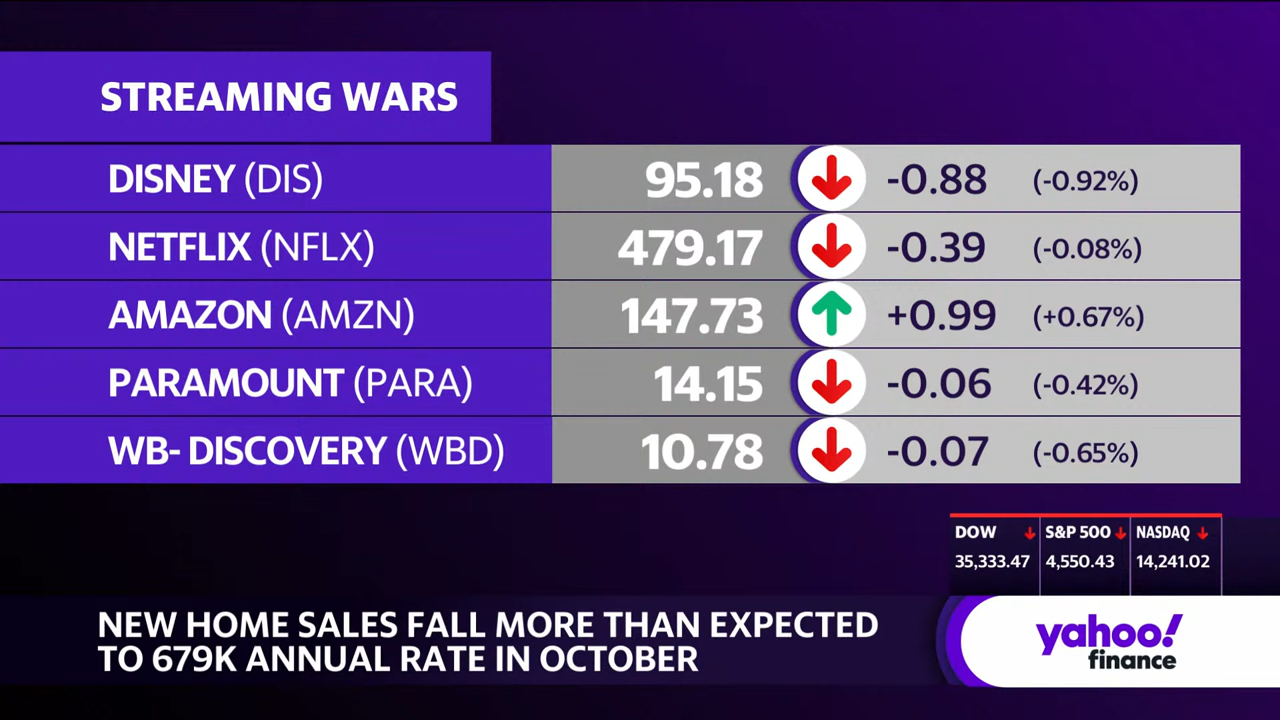 STREAMING WARS
DISNEY (DIS) 95.18 -0.88 (-0.92%)
NETFLIX (NFLX) 479.17 -0.39 (-0.08%)
AMAZON (AMZN) 147.73 +0.99 (+0.67%)
PARAMOUNT (PARA) 14.15 -0.06 (-0.42%)
WB- DISCOVERY (WBD) 10.78 -0.07 (-0.65%)
DOW S&P 500 NASDAQ
35,333.47 4,550.43 14,241.02
NEW HOME SALES FALL MORE THAN EXPECTED
TO 679K ANNUAL RATE IN OCTOBER
yahoo!
finance